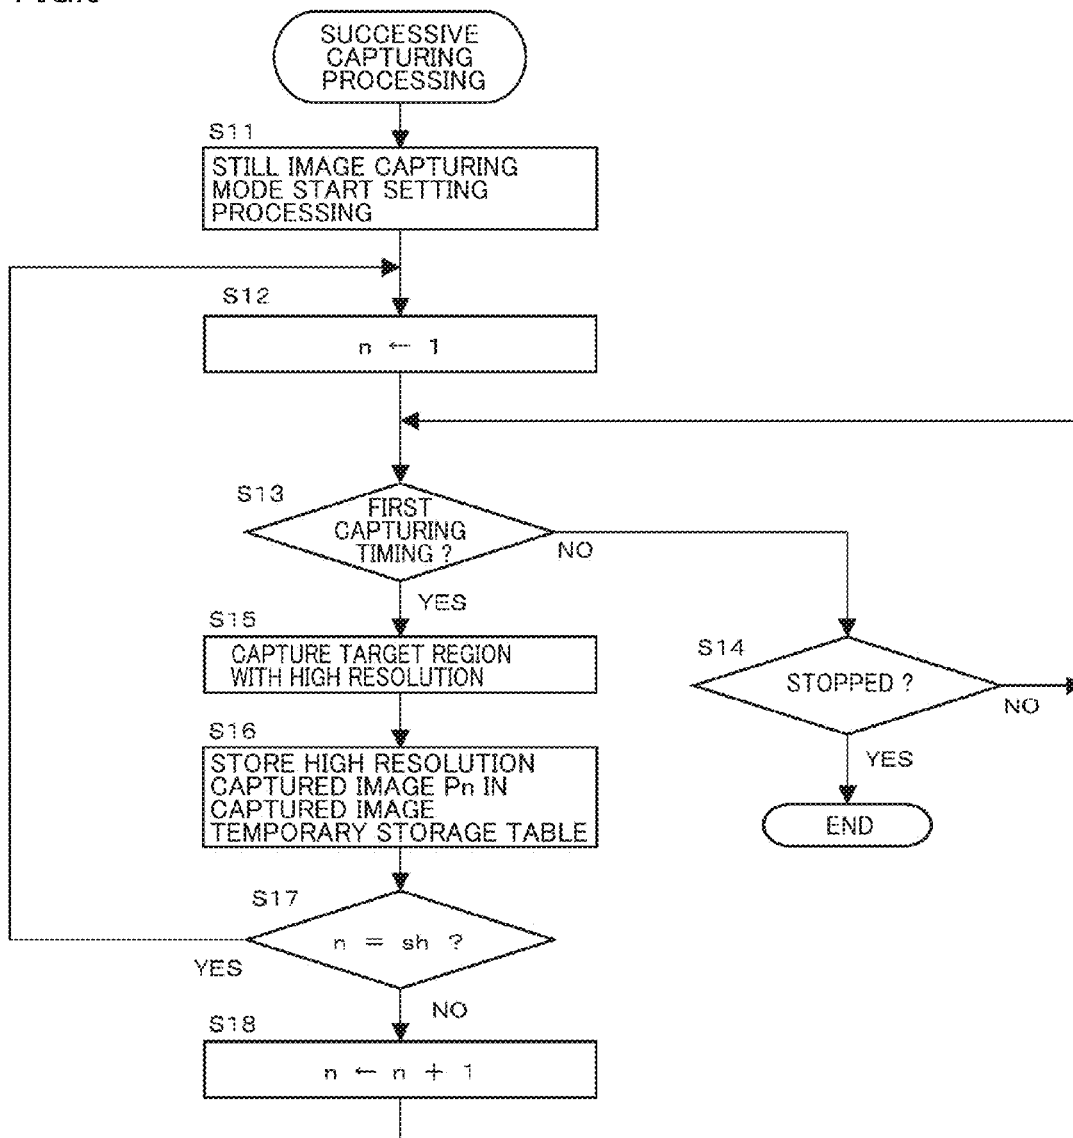 SUCCESSIVE
CAPTURING
PROCESSING
S11
STILL IMAGE CAPTURING
MODE START SETTING
PROCESSING
S12
n ← 1
S13
FIRST
CAPTURING
TIMING ?
NO
YES
S15
CAPTURE TARGET REGION
WITH HIGH RESOLUTION
S14
STOPPED ?
NO
YES
END
S16
STORE HIGH RESOLUTION
CAPTURED IMAGE Pn IN
CAPTURED IMAGE
TEMPORARY STORAGE TABLE
S17
n = sh ?
YES
NO
S18
n ← n + 1